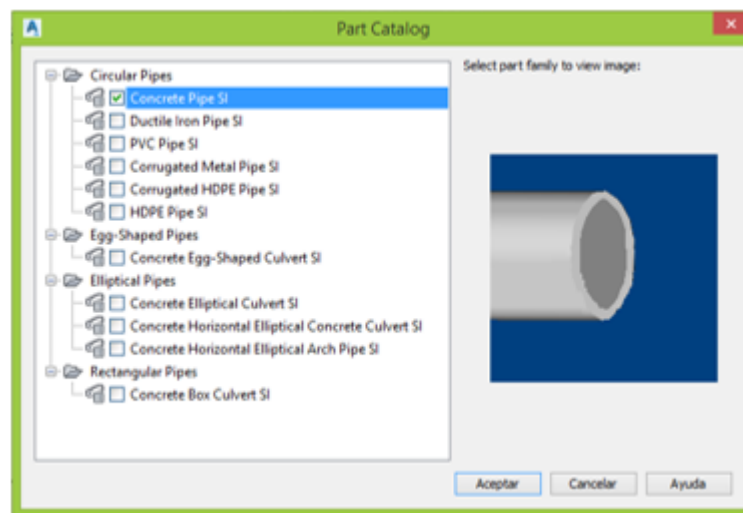 Part Catalog
Select part family to view image:
Circular Pipes
Concrete Pipe SI
Ductile Iron Pipe SI
PVC Pipe SI
Corrugated Metal Pipe SI
Corrugated HDPE Pipe SI
HDPE Pipe SI
Egg-Shaped Pipes
Concrete Egg-Shaped Culvert SI
Elliptical Pipes
Concrete Elliptical Culvert SI
Concrete Horizontal Elliptical Concrete Culvert SI
Concrete Horizontal Elliptical Arch Pipe SI
Rectangular Pipes
Concrete Box Culvert SI
Aceptar Cancelar Ayuda